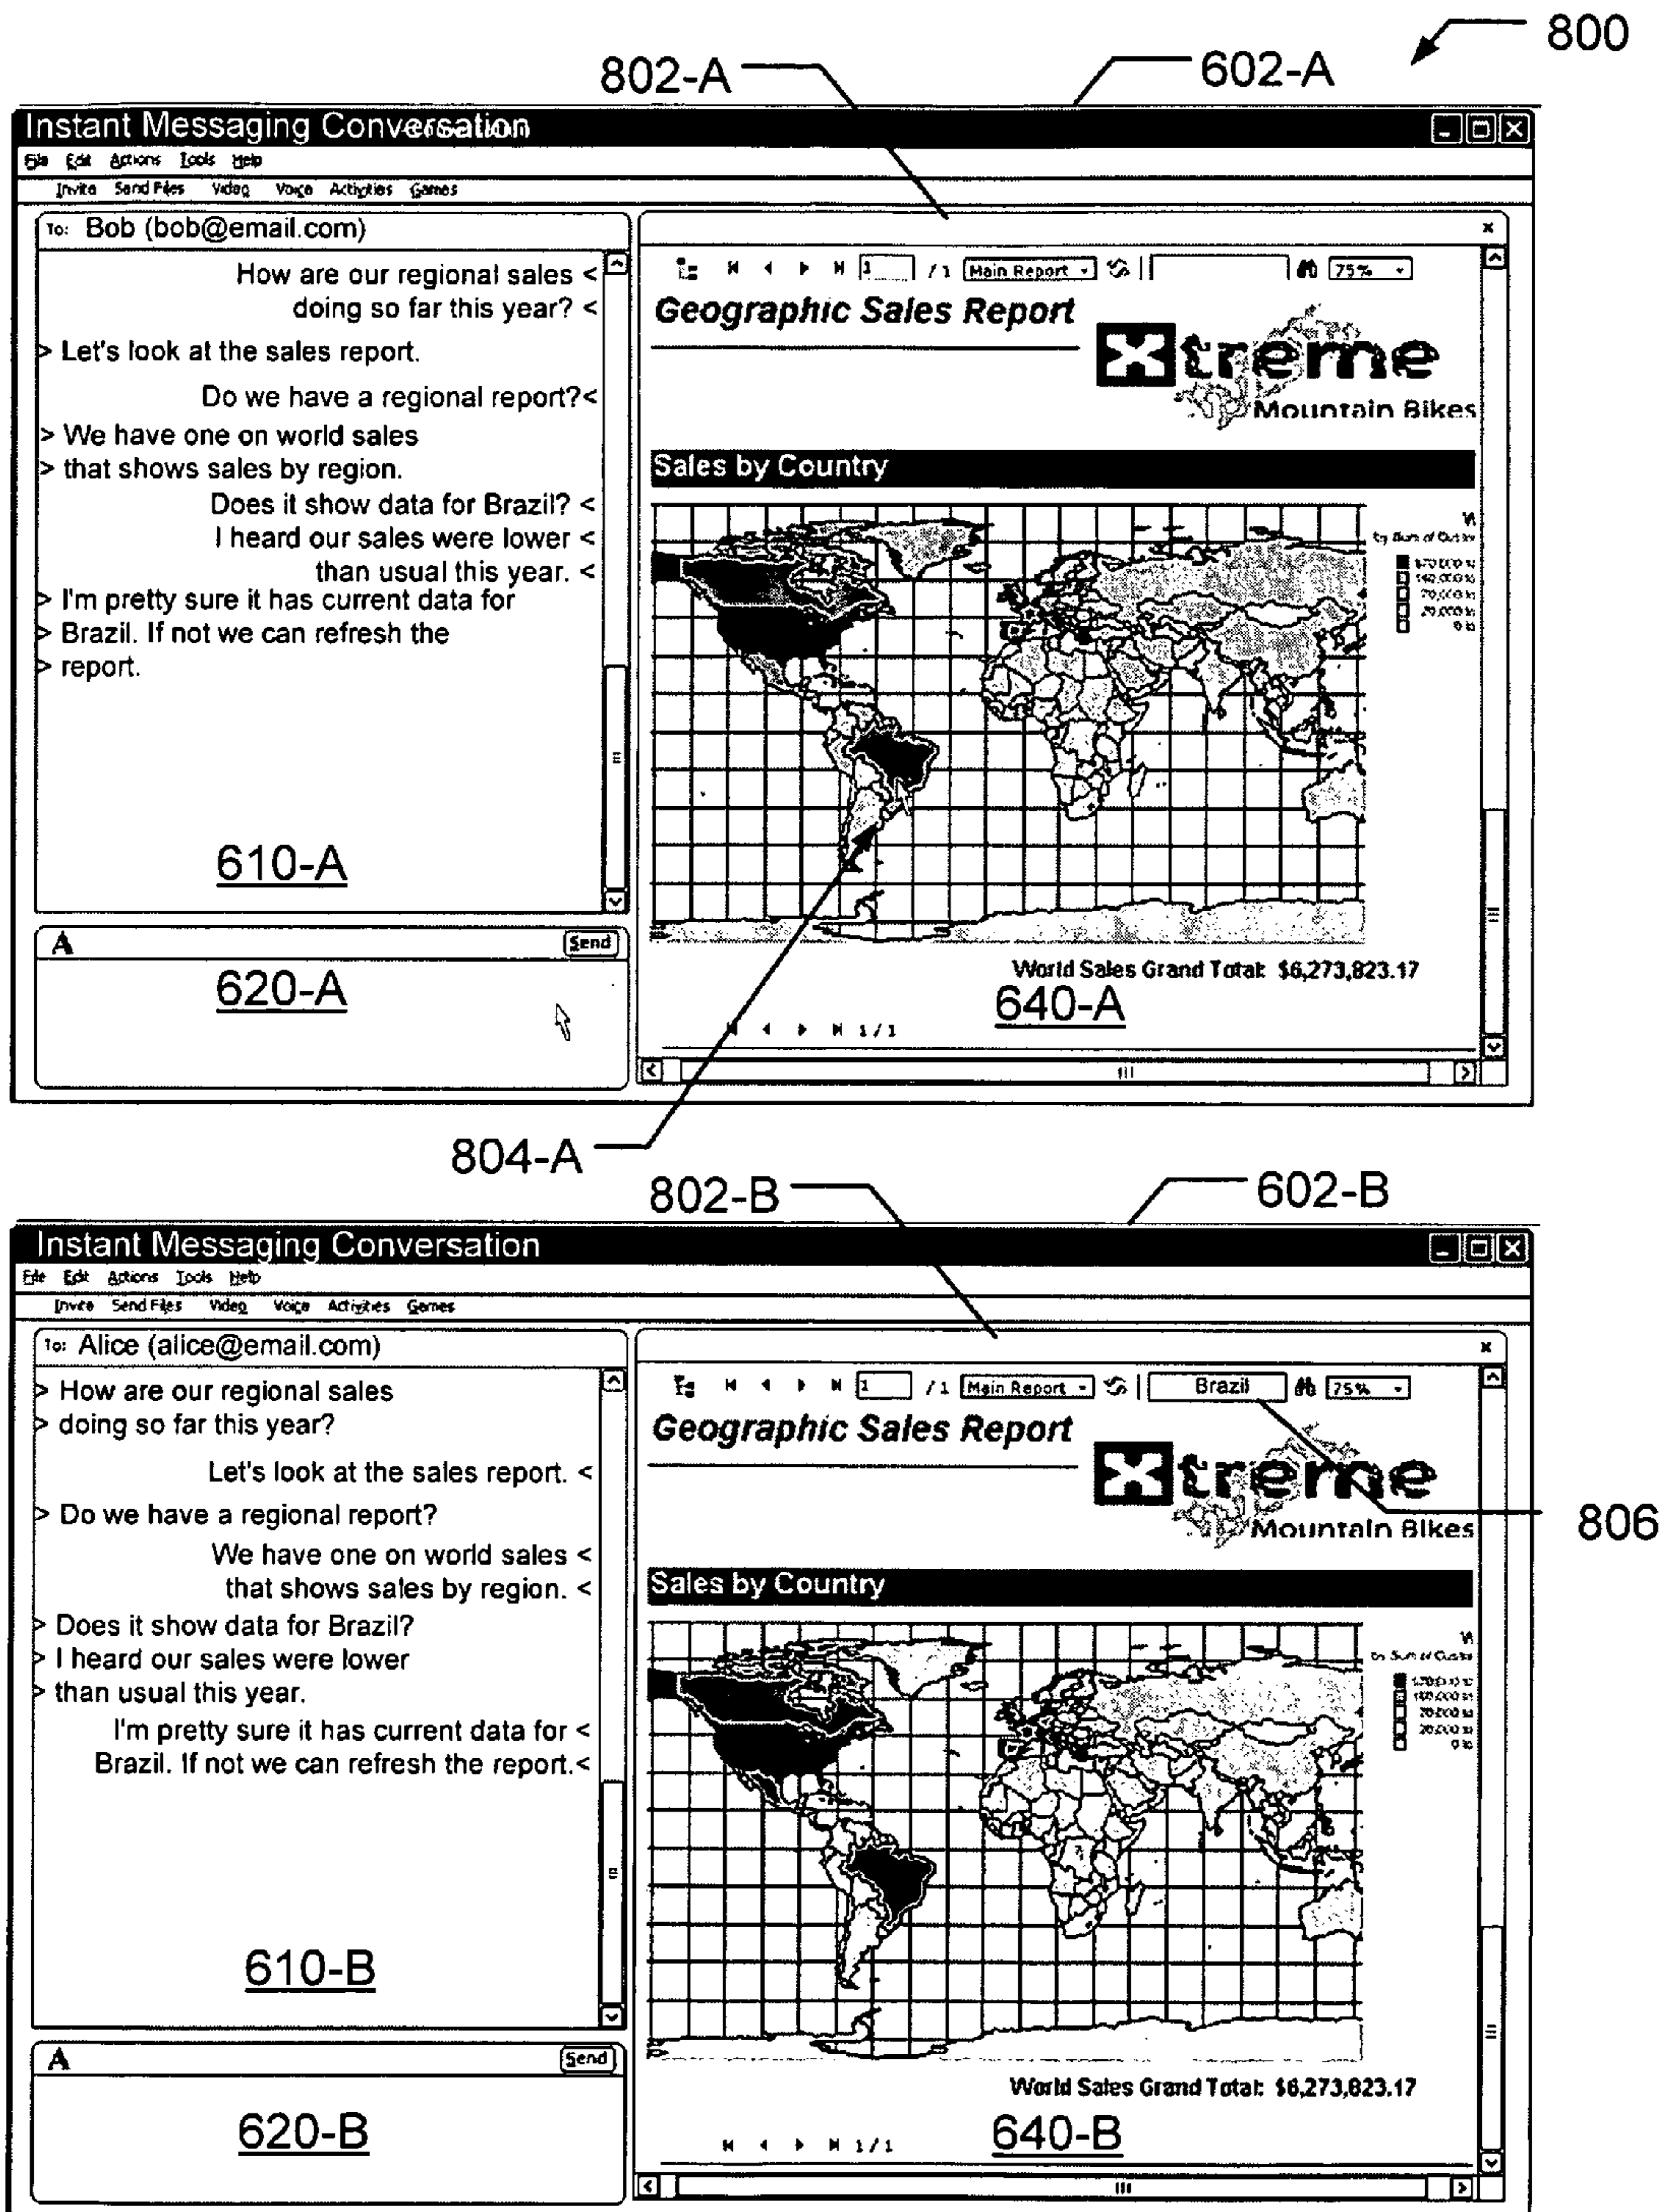 800
802-A
602-A
Instant Messaging Conversation
File Edit Actions Tools Help
Invite Send Files Video Voice Activities Games
To: Bob (bob@email.com)
How are our regional sales <
doing so far this year? <
> Let's look at the sales report.
Do we have a regional report?<
> We have one on world sales
> that shows sales by region.
Does it show data for Brazil? <
I heard our sales were lower <
than usual this year. <
> I'm pretty sure it has current data for
> Brazil. If not we can refresh the
> report.
610-A
A Send
620-A
1 / 1 Main Report 75%
Geographic Sales Report
Xtreme
Mountain Bikes
Sales by Country
World Sales Grand Total: $6,273,823.17
640-A
1 / 1
804-A
802-B
602-B
Instant Messaging Conversation
File Edit Actions Tools Help
Invite Send Files Video Voice Activities Games
To: Alice (alice@email.com)
> How are our regional sales
> doing so far this year?
Let's look at the sales report. <
> Do we have a regional report?
We have one on world sales <
that shows sales by region. <
> Does it show data for Brazil?
> I heard our sales were lower
> than usual this year.
I'm pretty sure it has current data for <
Brazil. If not we can refresh the report.<
610-B
A Send
620-B
1 / 1 Main Report Brazil 75%
Geographic Sales Report
Xtreme
Mountain Bikes
806
Sales by Country
World Sales Grand Total: $6,273,823.17
640-B
1 / 1